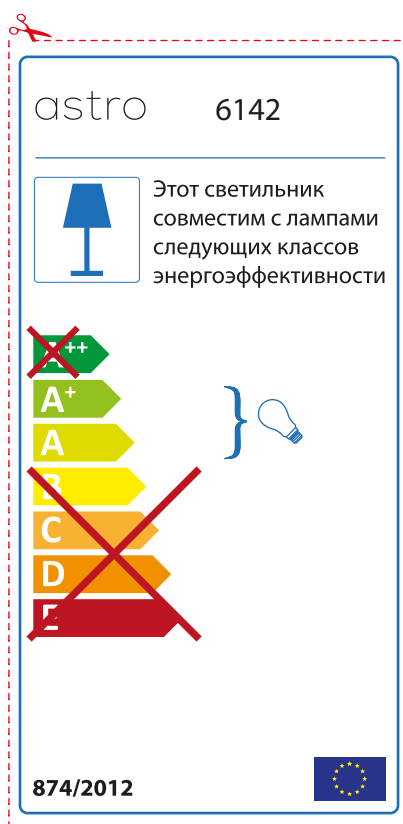 astro 6142
Этот светильник
совместим с лампами
следующих классов
энергоэффективности
A++
A+
A
B
C
D
E
874/2012